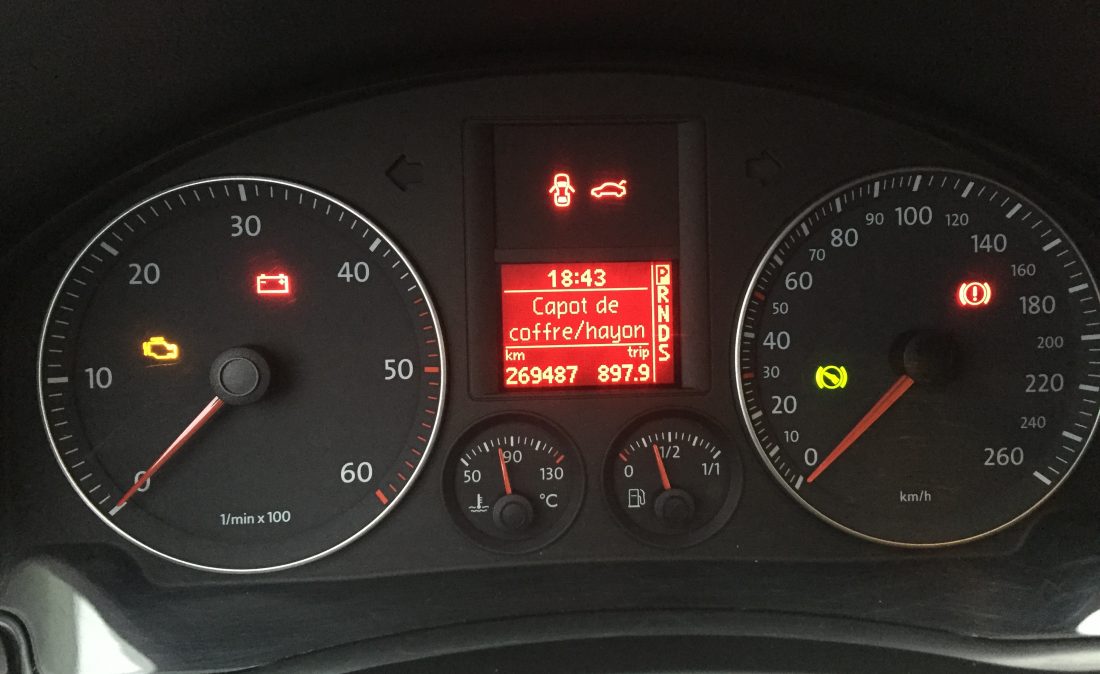 10
20
30
40
50
60
0
1/min x 100
18:43
Capot de
coffre/hayon
km
trip
269487
897.9
P
R
N
D
S
50
90
130
°C
0
1/2
1/1
0
10
20
30
40
50
60
70
80
90
100
120
140
160
180
200
220
240
260
km/h